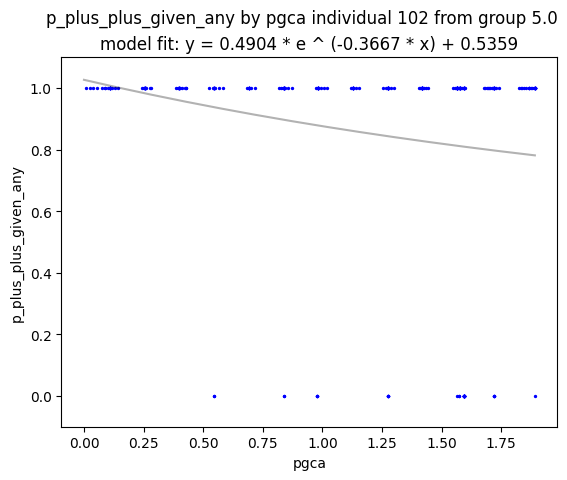 p_plus_plus_given_any by pgca individual 102 from group 5.0
model fit: y = 0.4904 * e ^ (-0.3667 * x) + 0.5359
p_plus_plus_given_any
1.0
0.8
0.6
0.4
0.2
0.0
0.00 0.25 0.50 0.75 1.00 1.25 1.50 1.75
pgca